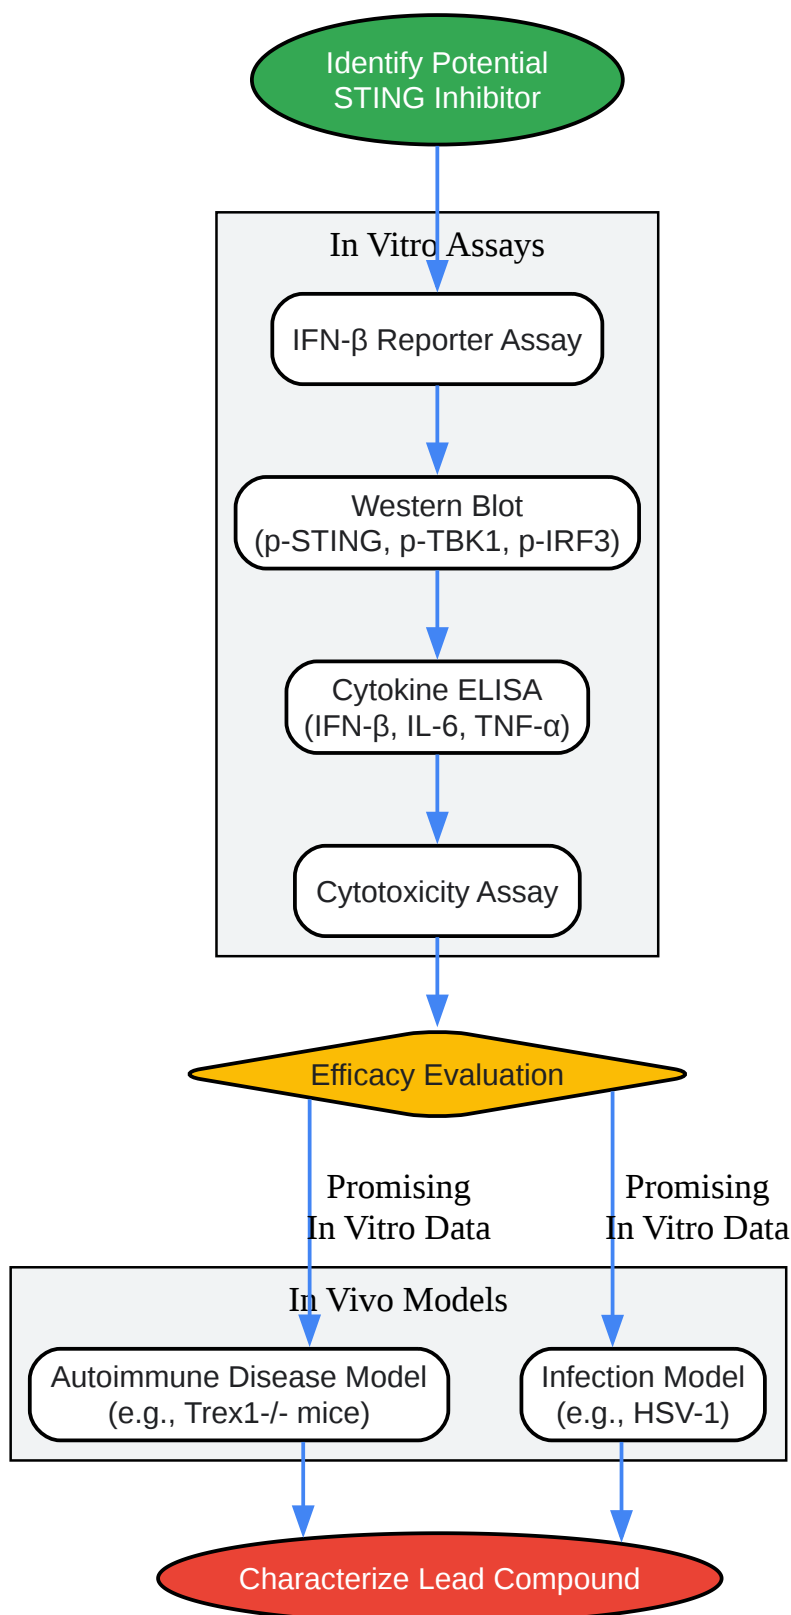 Identify Potential
STING Inhibitor
In Vitro Assays
IFN-β Reporter Assay
Western Blot
(p-STING, p-TBK1, p-IRF3)
Cytokine ELISA
(IFN-β, IL-6, TNF-α)
Cytotoxicity Assay
Efficacy Evaluation
Promising
In Vitro Data
Promising
In Vitro Data
In Vivo Models
Autoimmune Disease Model
(e.g., Trex1-/- mice)
Infection Model
(e.g., HSV-1)
Characterize Lead Compound